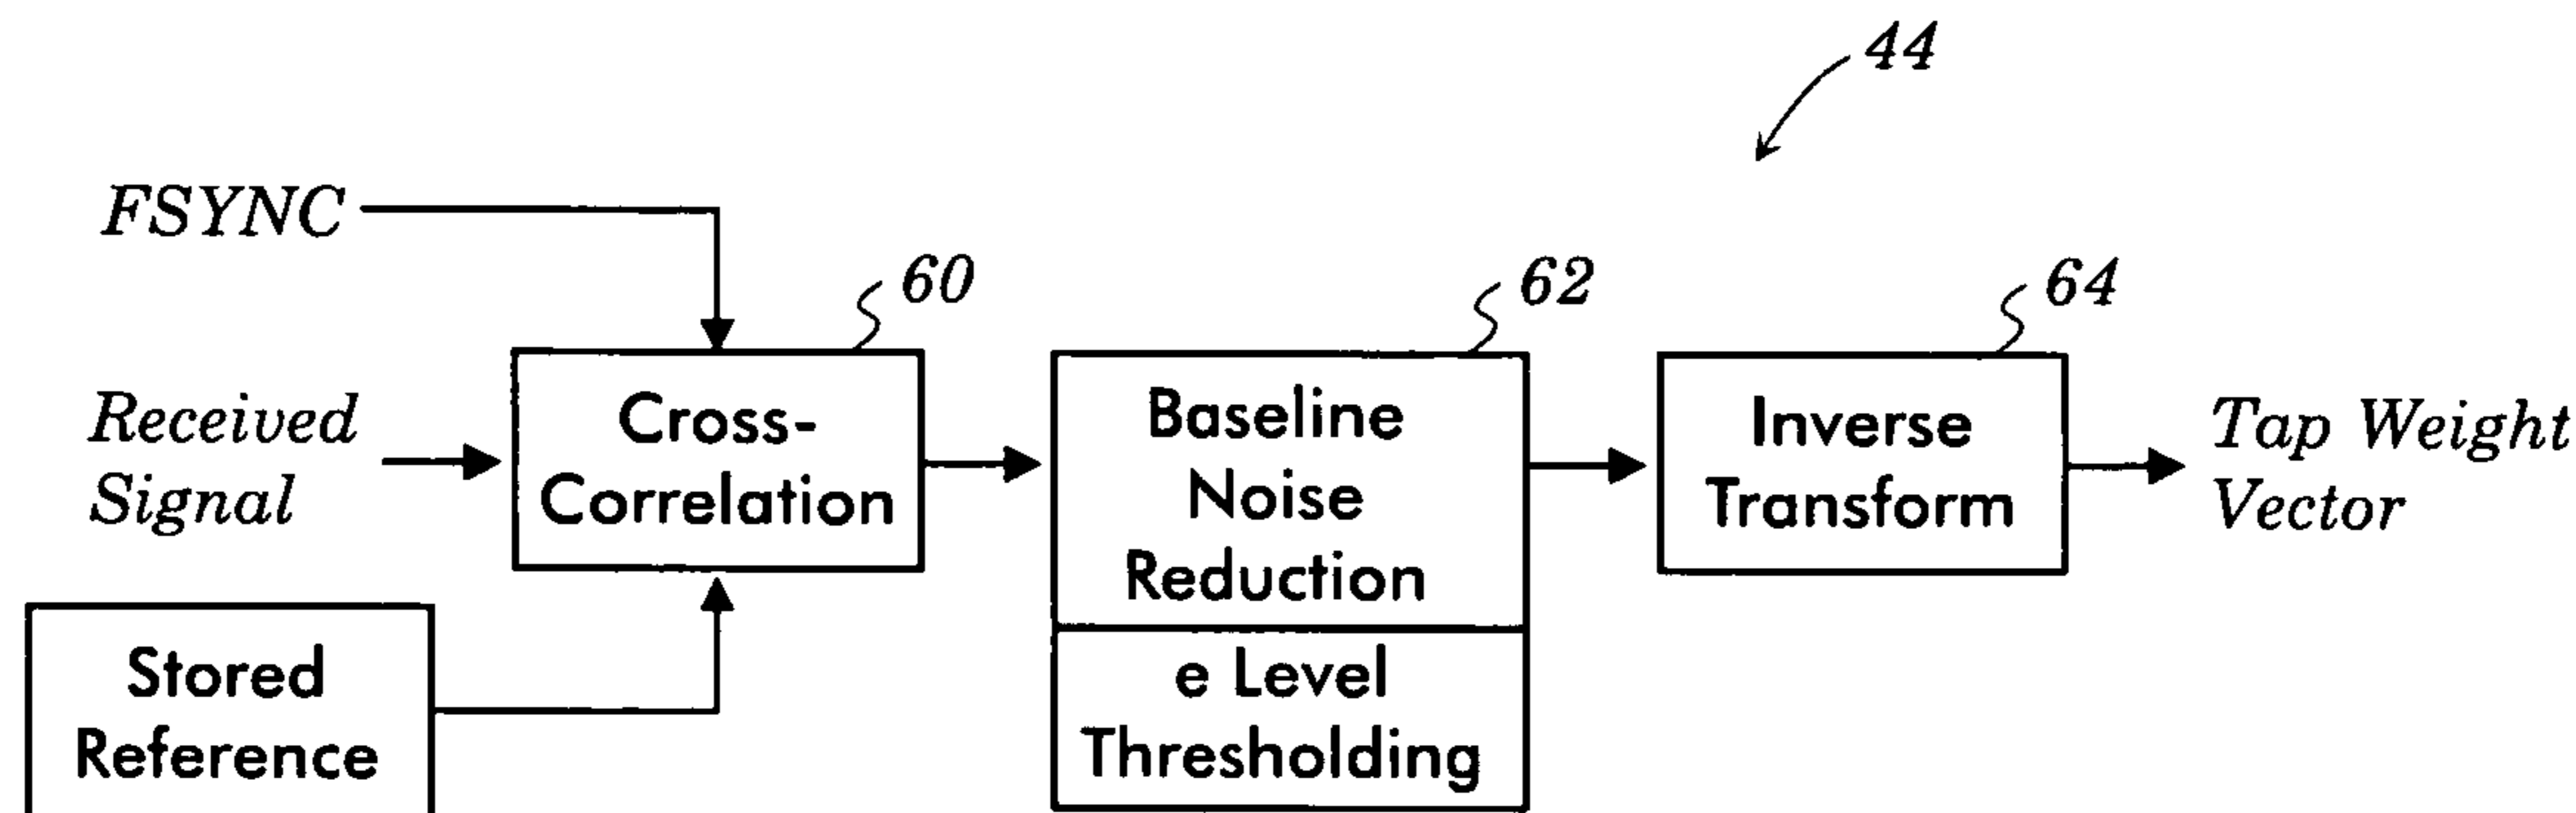 44
FSYNC
60
62
64
Received
Signal
Cross-
Correlation
Baseline
Noise
Reduction
e Level
Thresholding
Inverse
Transform
Tap Weight
Vector
Stored
Reference